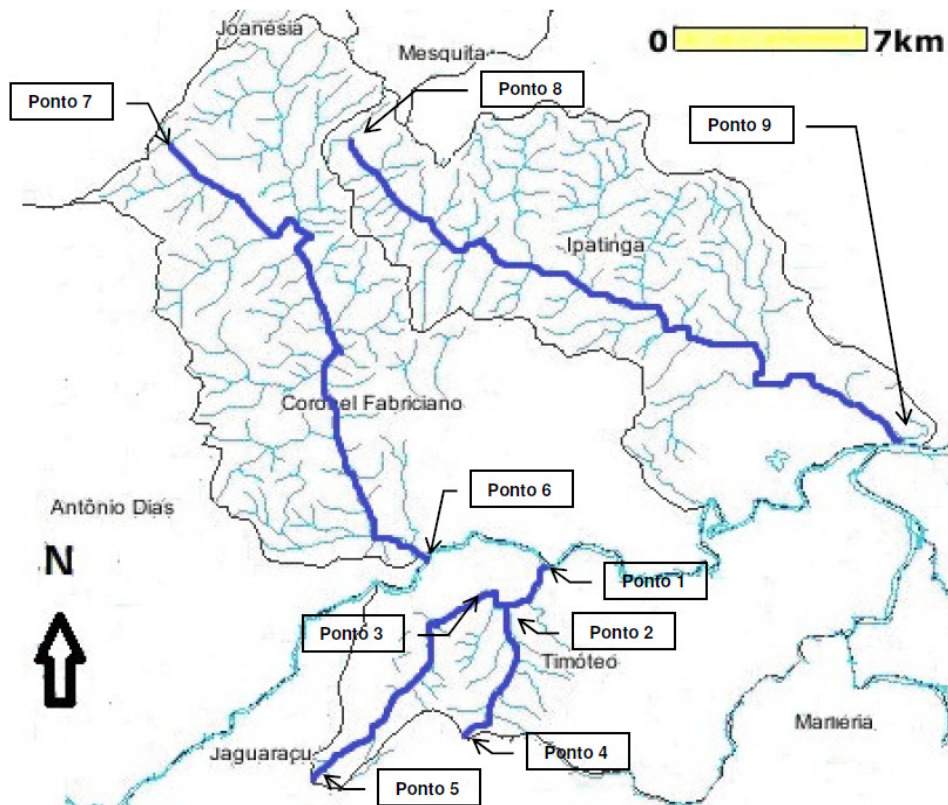 Joanésia
0
7km
Mesquita
Ponto 7
Ponto 8
Ponto 9
Ipatinga
Coronel Fabriciano
Antônio Dias
Ponto 6
N
Ponto 1
Ponto 3
Ponto 2
Timóteo
Marliéria
Jaguaraçu
Ponto 4
Ponto 5